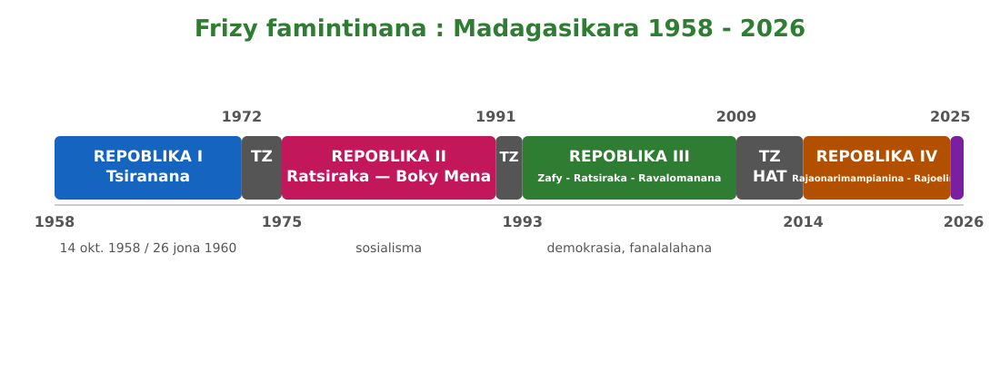 Frizy famintinana : Madagasikara 1958 - 2026
1972
1991
2009
2025
REPOBLIKA I
Tsiranana
TZ
REPOBLIKA II
Ratsiraka — Boky Mena
TZ
REPOBLIKA III
Zafy - Ratsiraka - Ravalomanana
TZ
HAT
REPOBLIKA IV
Rajaonarimampianina - Rajoeli
1958
1975
1993
2014
2026
14 okt. 1958 / 26 jona 1960
sosialisma
demokrasia, fanalalahana